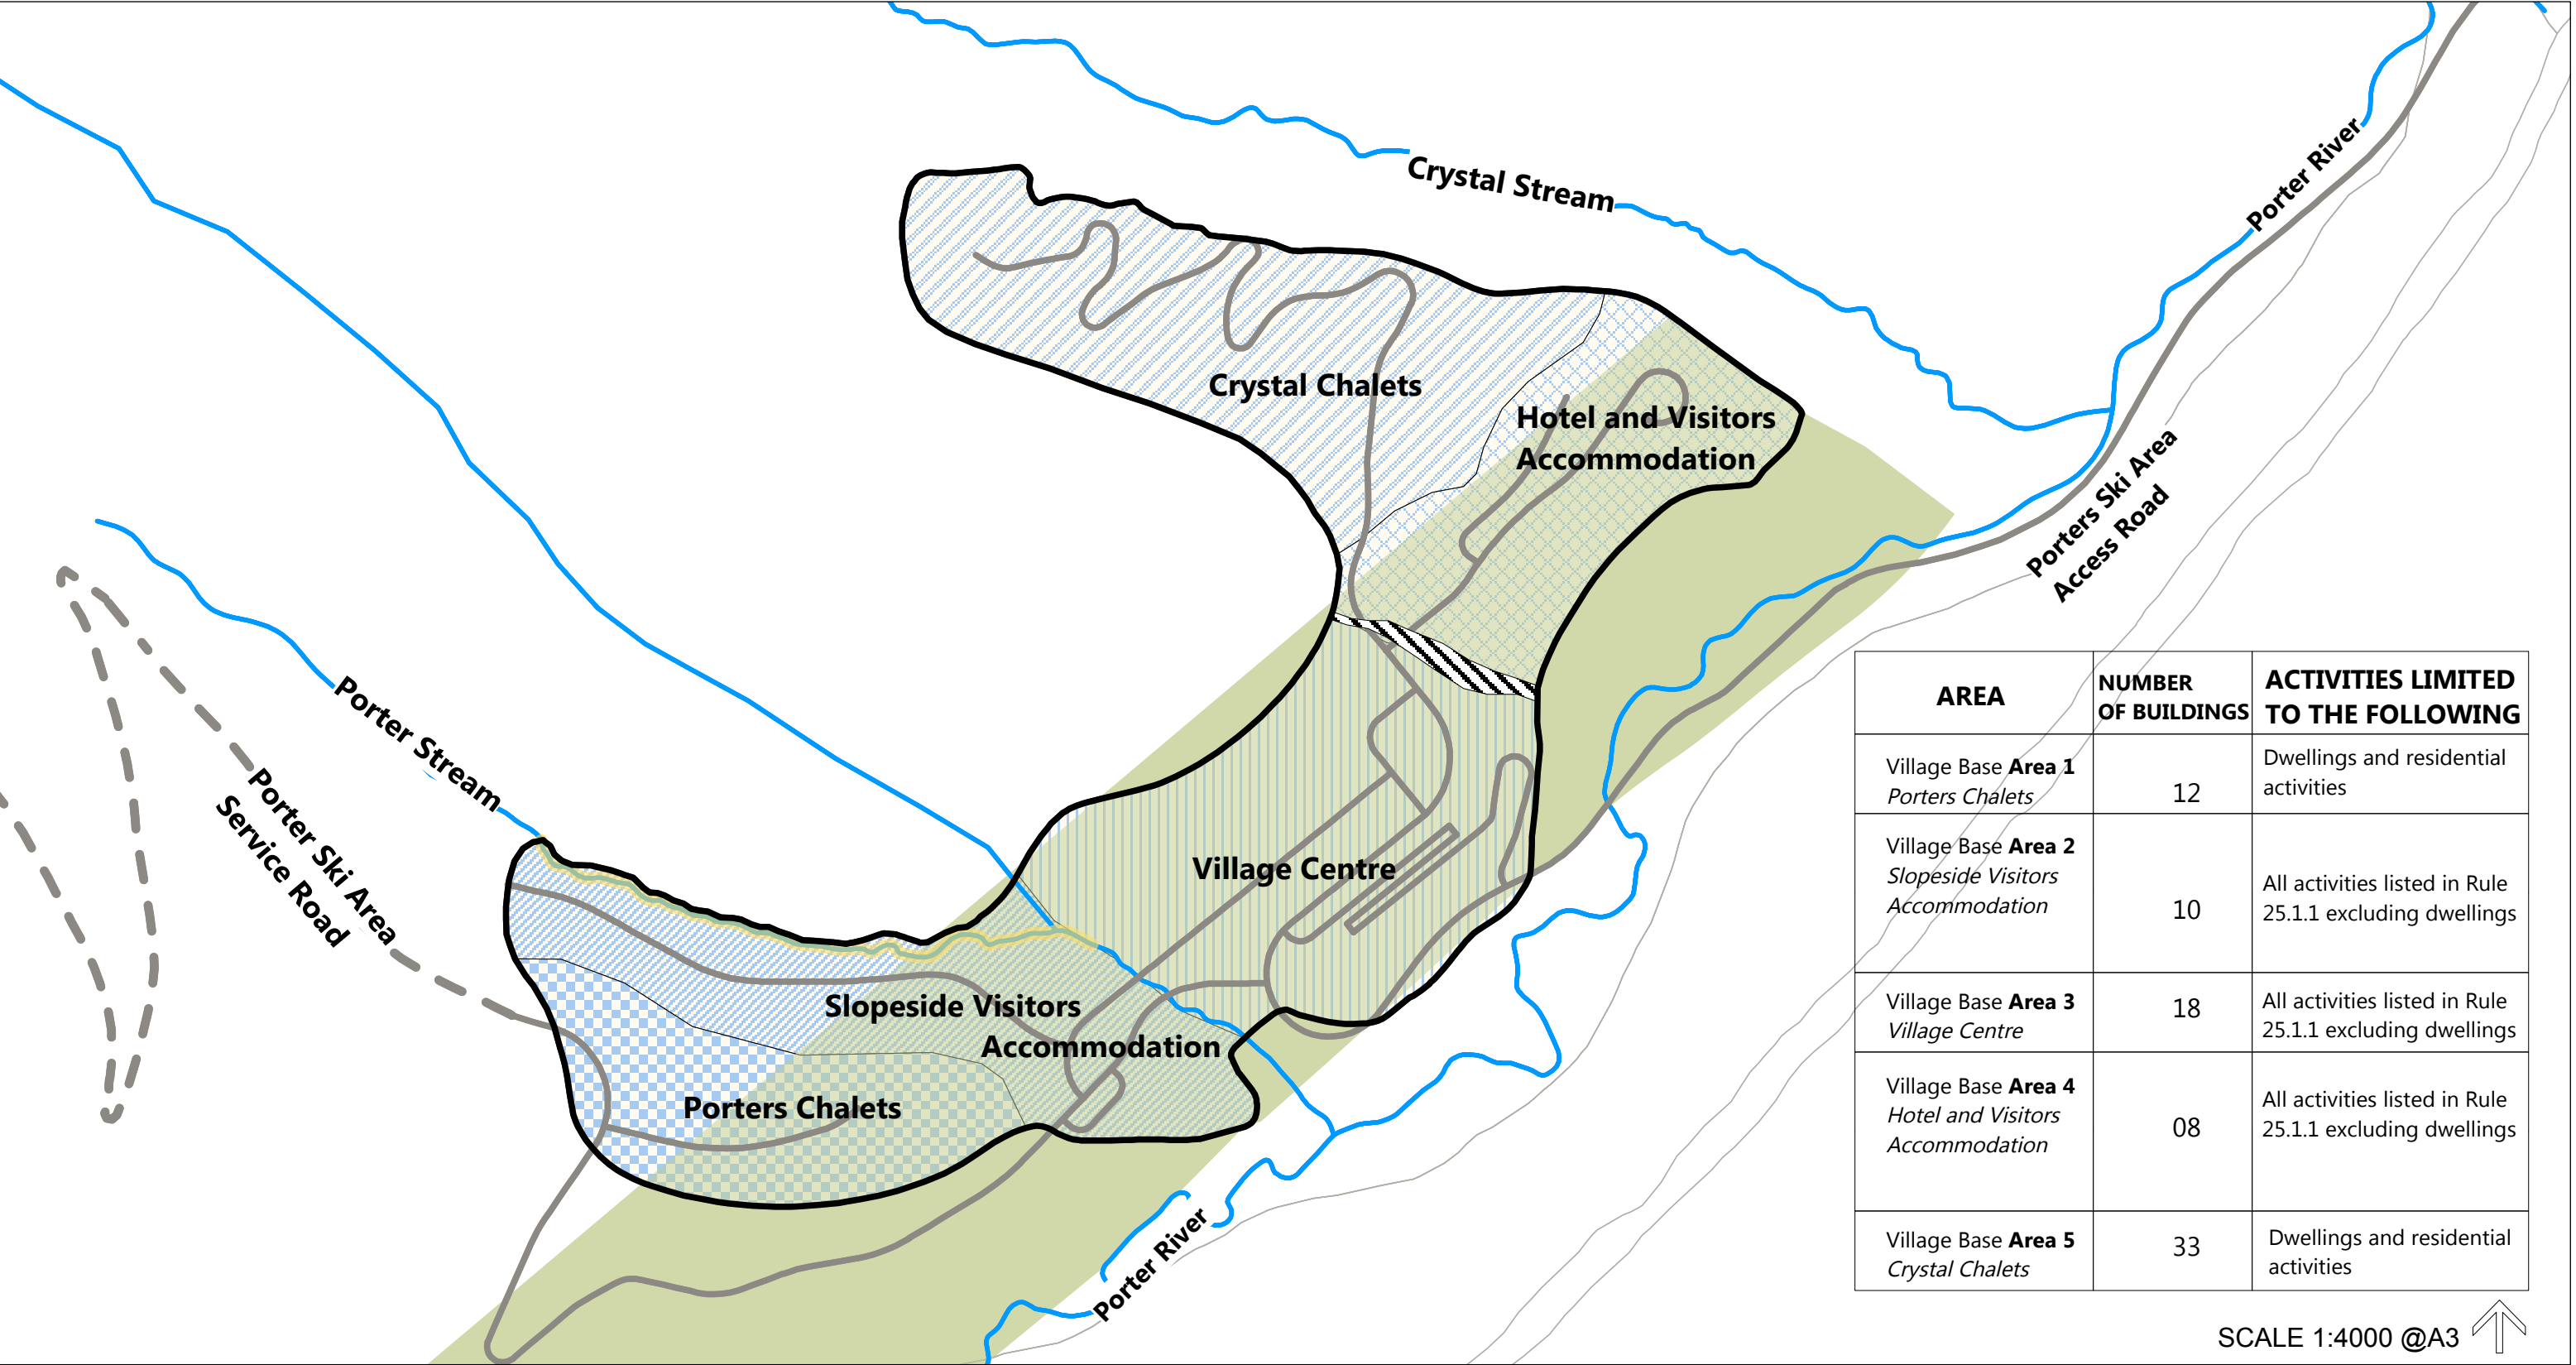 Crystal Stream
Porter River
Crystal Chalets
Hotel and Visitors
Accommodation
Porters Ski Area
Access Road
Porter Stream
Porter Ski Area
Service Road
Village Centre
Slopeside Visitors
Accommodation
Porters Chalets
Porter River
AREA
NUMBER
OF BUILDINGS
ACTIVITIES LIMITED
TO THE FOLLOWING
Village Base Area 1
Porters Chalets
12
Dwellings and residential
activities
Village Base Area 2
Slopeside Visitors
Accommodation
10
All activities listed in Rule
25.1.1 excluding dwellings
Village Base Area 3
Village Centre
18
All activities listed in Rule
25.1.1 excluding dwellings
Village Base Area 4
Hotel and Visitors
Accommodation
08
All activities listed in Rule
25.1.1 excluding dwellings
Village Base Area 5
Crystal Chalets
33
Dwellings and residential
activities
SCALE 1:4000 @A3